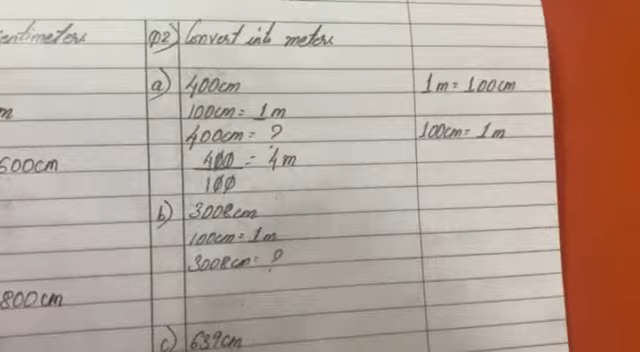 entimeters
m
600cm
800cm
Q2) Convert into meters
a) 400cm
100cm = 1m
400cm = ?
400 = 4m
100
b) 3008cm
100cm = 1m
3008cm = ?
c) 639cm
1m = 100cm
100cm = 1m